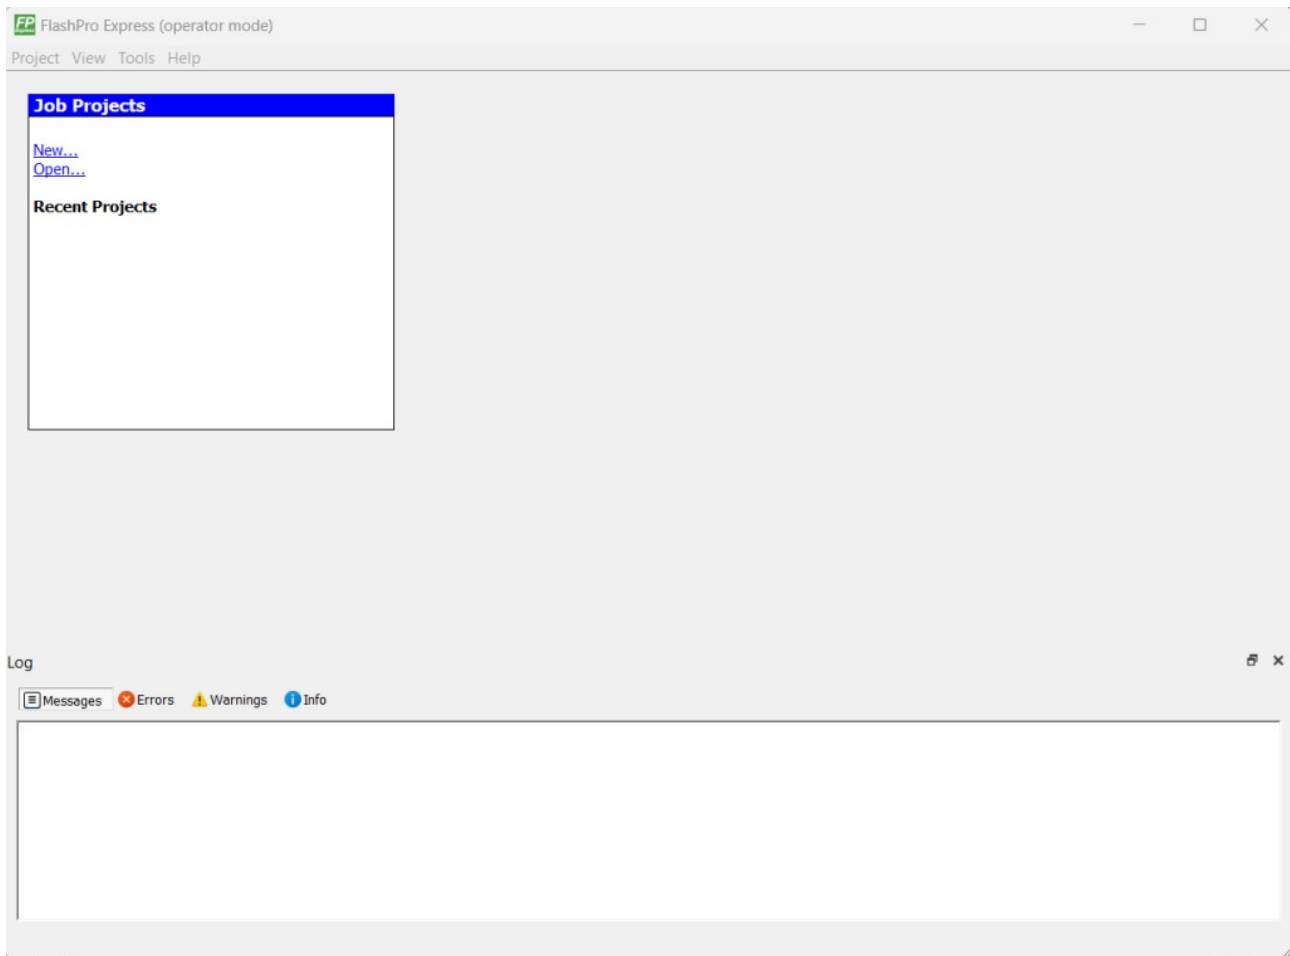 FP FlashPro Express (operator mode)
Project View Tools Help
Job Projects
New...
Open...
Recent Projects
Log
Messages Errors Warnings Info